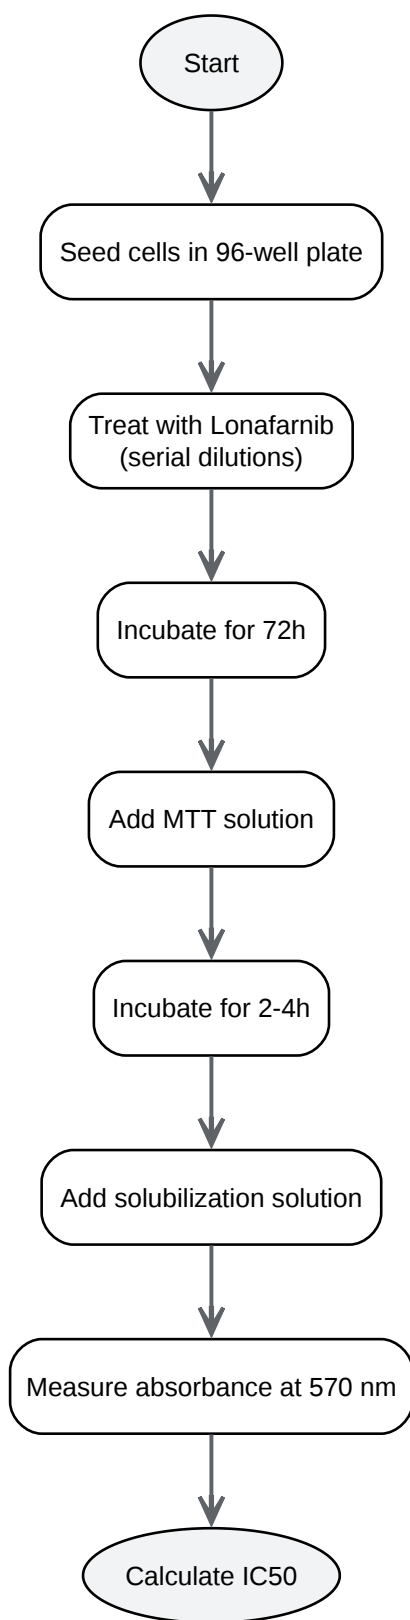 Start
Seed cells in 96-well plate
Treat with Lonafarnib
(serial dilutions)
Incubate for 72h
Add MTT solution
Incubate for 2-4h
Add solubilization solution
Measure absorbance at 570 nm
Calculate IC50